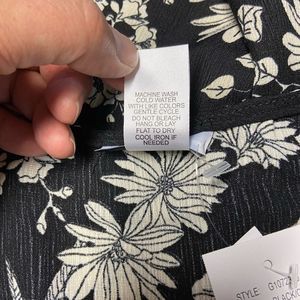 MACHINE WASH
COLD WATER
WITH LIKE COLORS
GENTLE CYCLE
DO NOT BLEACH
HANG OR LAY
FLAT TO DRY
COOL IRON IF
NEEDED
STYLE